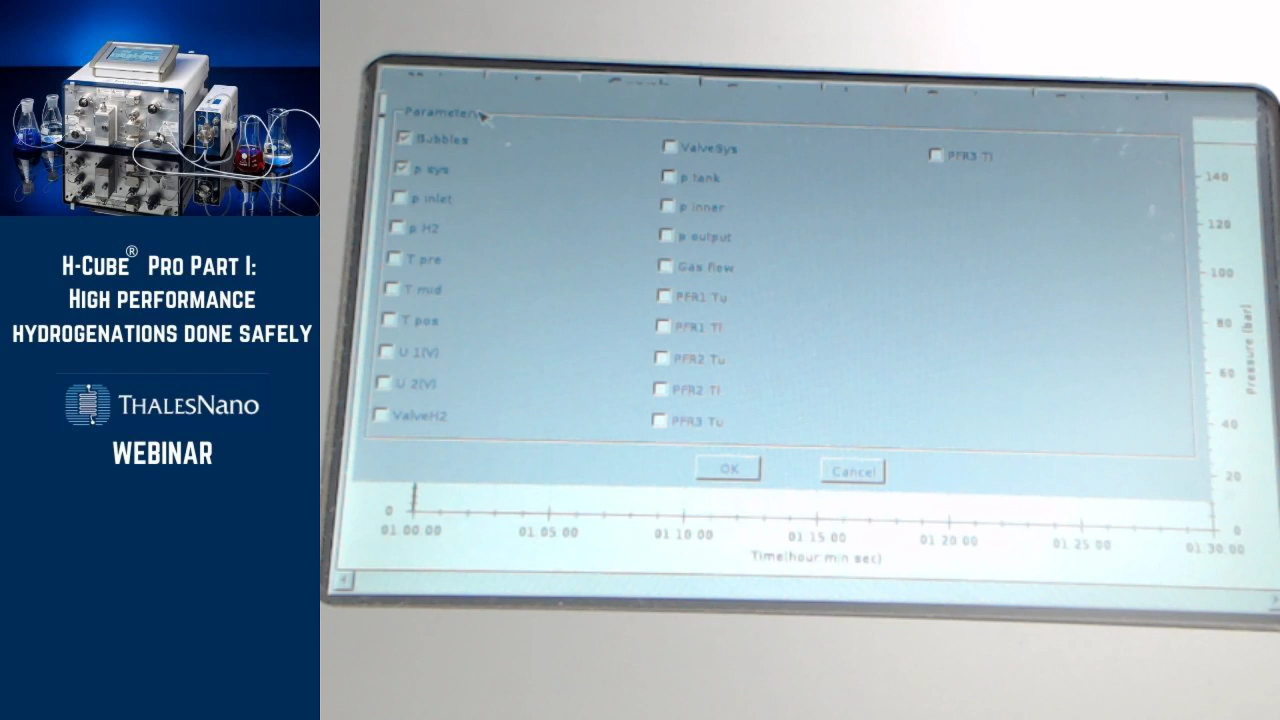 H-Cube® Pro Part I:
High performance
hydrogenations done safely
ThalesNano
WEBINAR
Parameters
Bubbles
p sys
p inlet
p H2
T pre
T mid
T pos
U 1(V)
U 2(V)
ValveH2
ValveSys
p tank
p inner
p output
Gas flow
PFR1 Tu
PFR1 Tl
PFR2 Tu
PFR2 Tl
PFR3 Tu
PFR3 Tl
OK
Cancel
140
120
100
80
60
40
20
0
Pressure (bar)
0
01 00 00
01 05 00
01 10 00
01 15 00
01 20 00
01 25 00
01 30 00
Time(hour min sec)